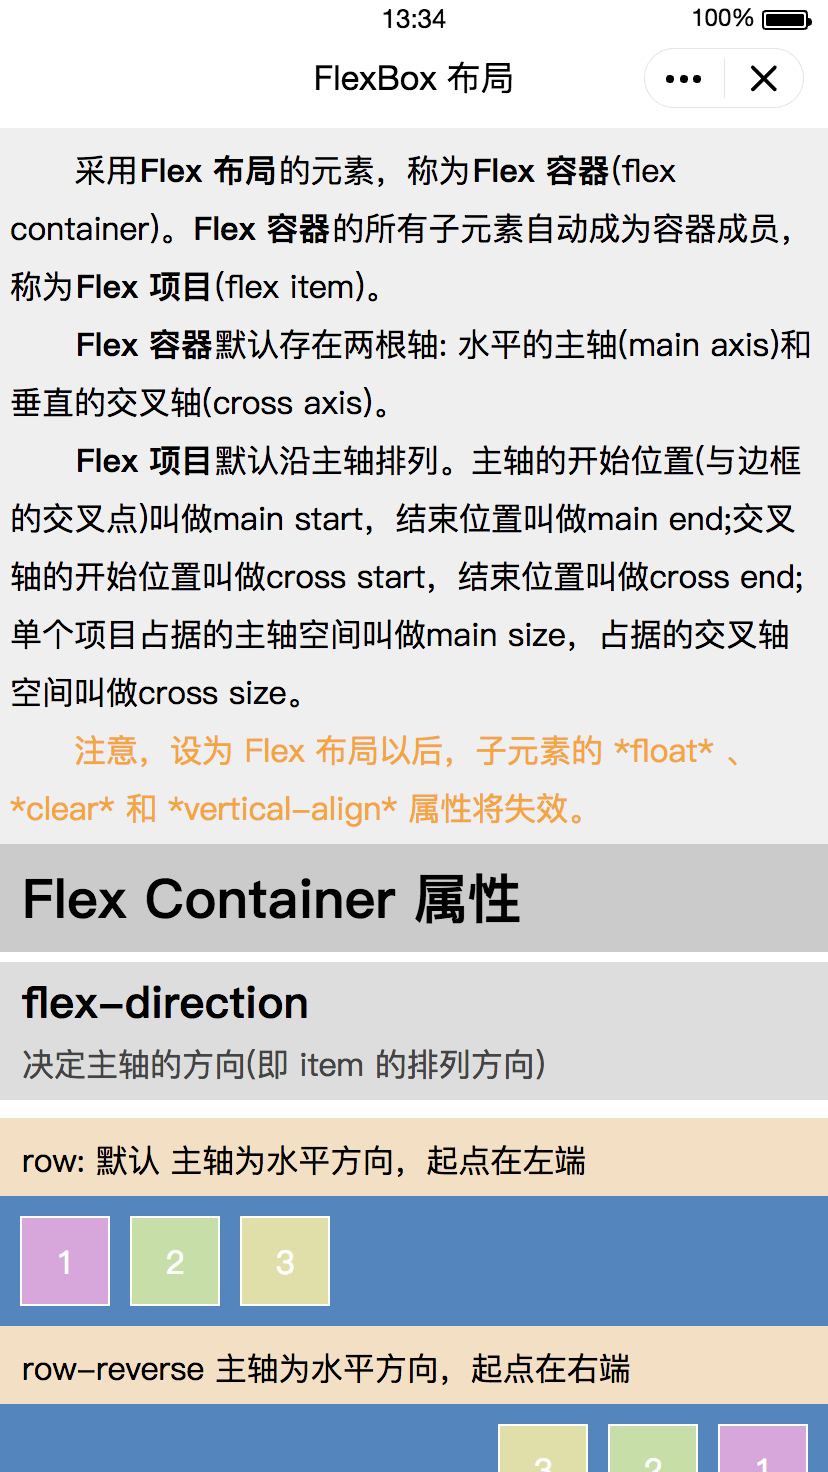 13:34
100%
FlexBox 布局
采用Flex 布局的元素，称为Flex 容器(flex
container)。Flex 容器的所有子元素自动成为容器成员，
称为Flex 项目(flex item)。
Flex 容器默认存在两根轴: 水平的主轴(main axis)和
垂直的交叉轴(cross axis)。
Flex 项目默认沿主轴排列。主轴的开始位置(与边框
的交叉点)叫做main start，结束位置叫做main end;交叉
轴的开始位置叫做cross start，结束位置叫做cross end;
单个项目占据的主轴空间叫做main size，占据的交叉轴
空间叫做cross size。
注意，设为 Flex 布局以后，子元素的 *float* 、
*clear* 和 *vertical-align* 属性将失效。
Flex Container 属性
flex-direction
决定主轴的方向(即 item 的排列方向)
row: 默认 主轴为水平方向，起点在左端
1 2 3
row-reverse 主轴为水平方向，起点在右端
3 2 1